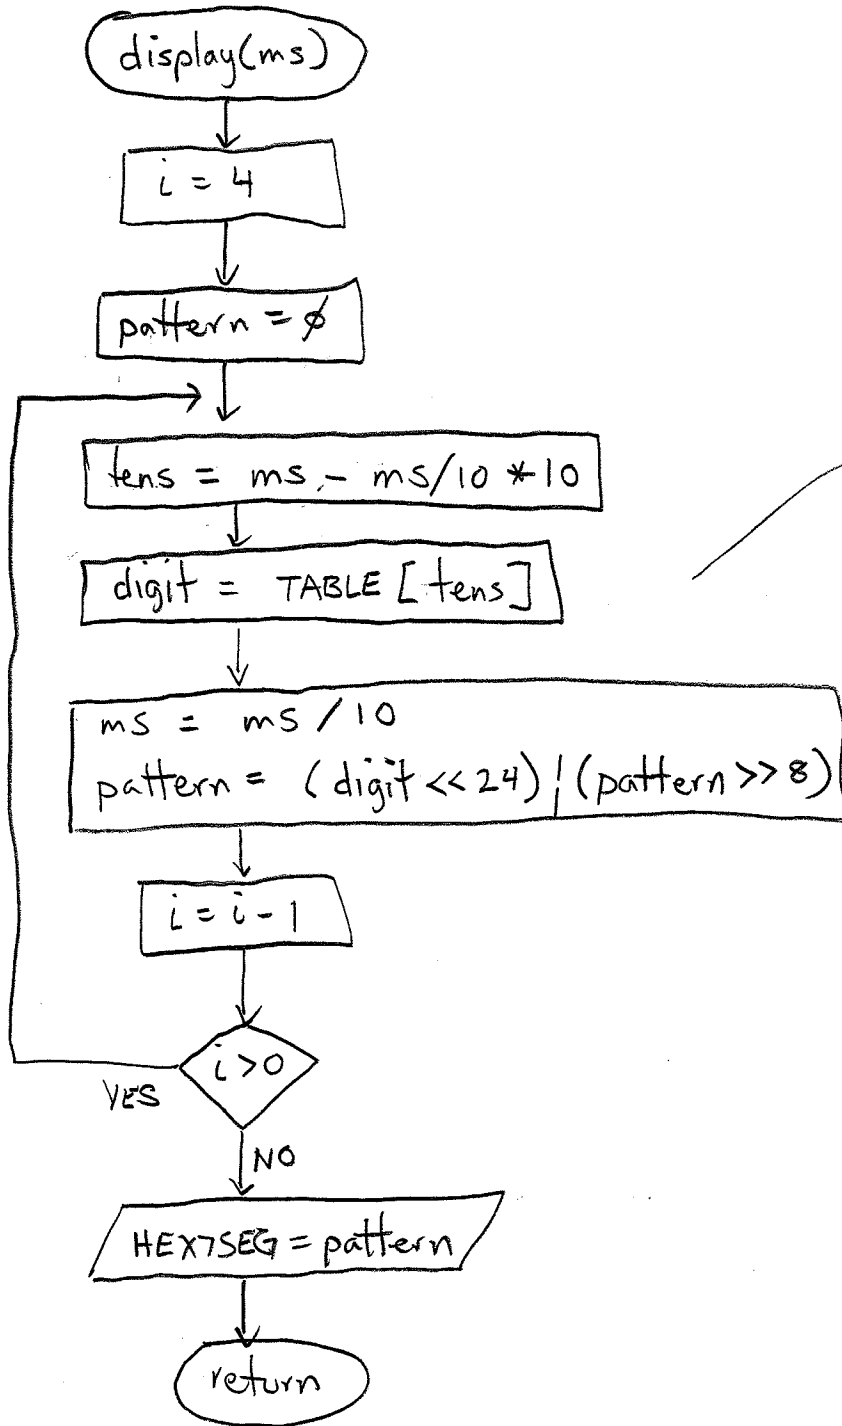 display(ms)
i = 4
pattern = ∅
tens = ms - ms/10 * 10
digit = TABLE [tens]
ms = ms / 10
pattern = (digit << 24) | (pattern >> 8)
i = i - 1
i > 0
YES
NO
HEX7SEG = pattern
return